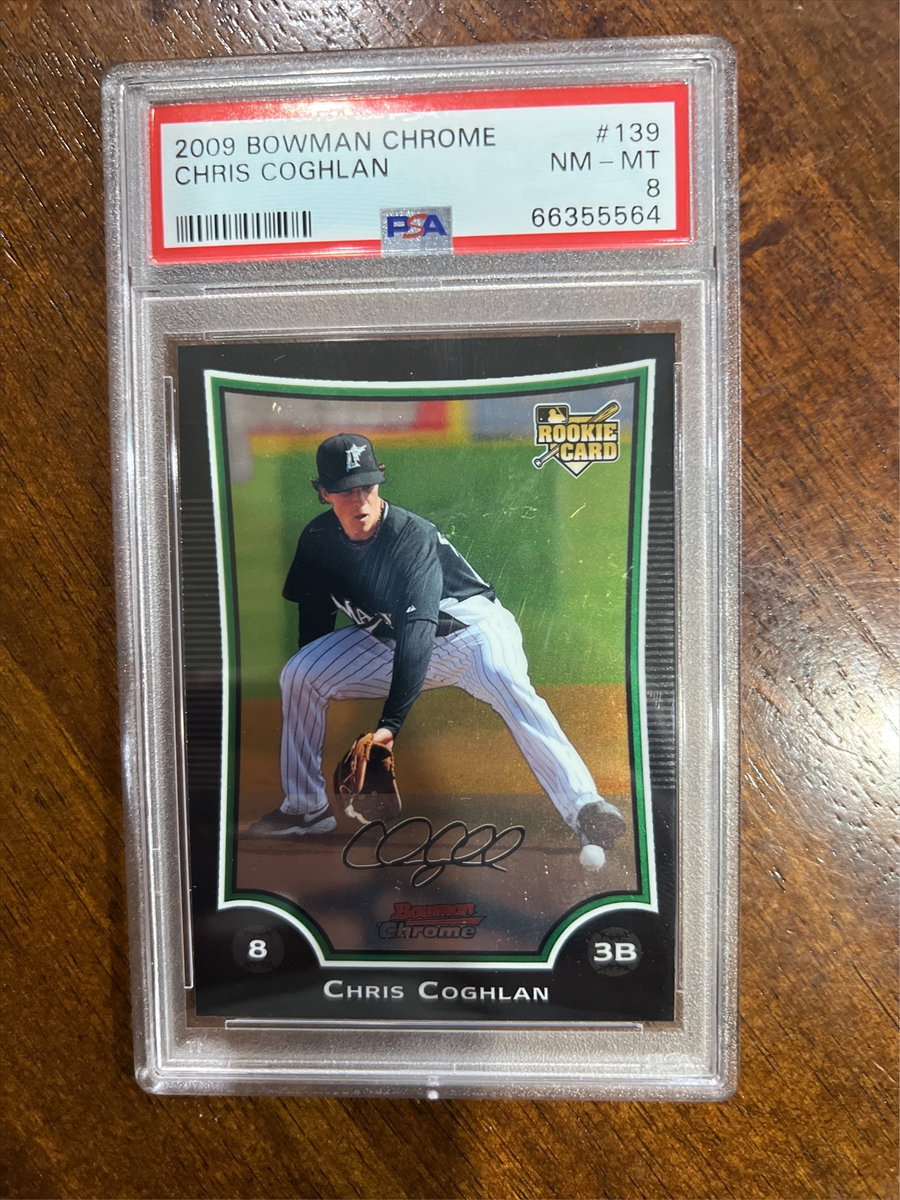 2009 BOWMAN CHROME #139
CHRIS COGHLAN NM - MT
8
PSA 66355564
ROOKIE
CARD
Bowman
Chrome
8 3B
CHRIS COGHLAN